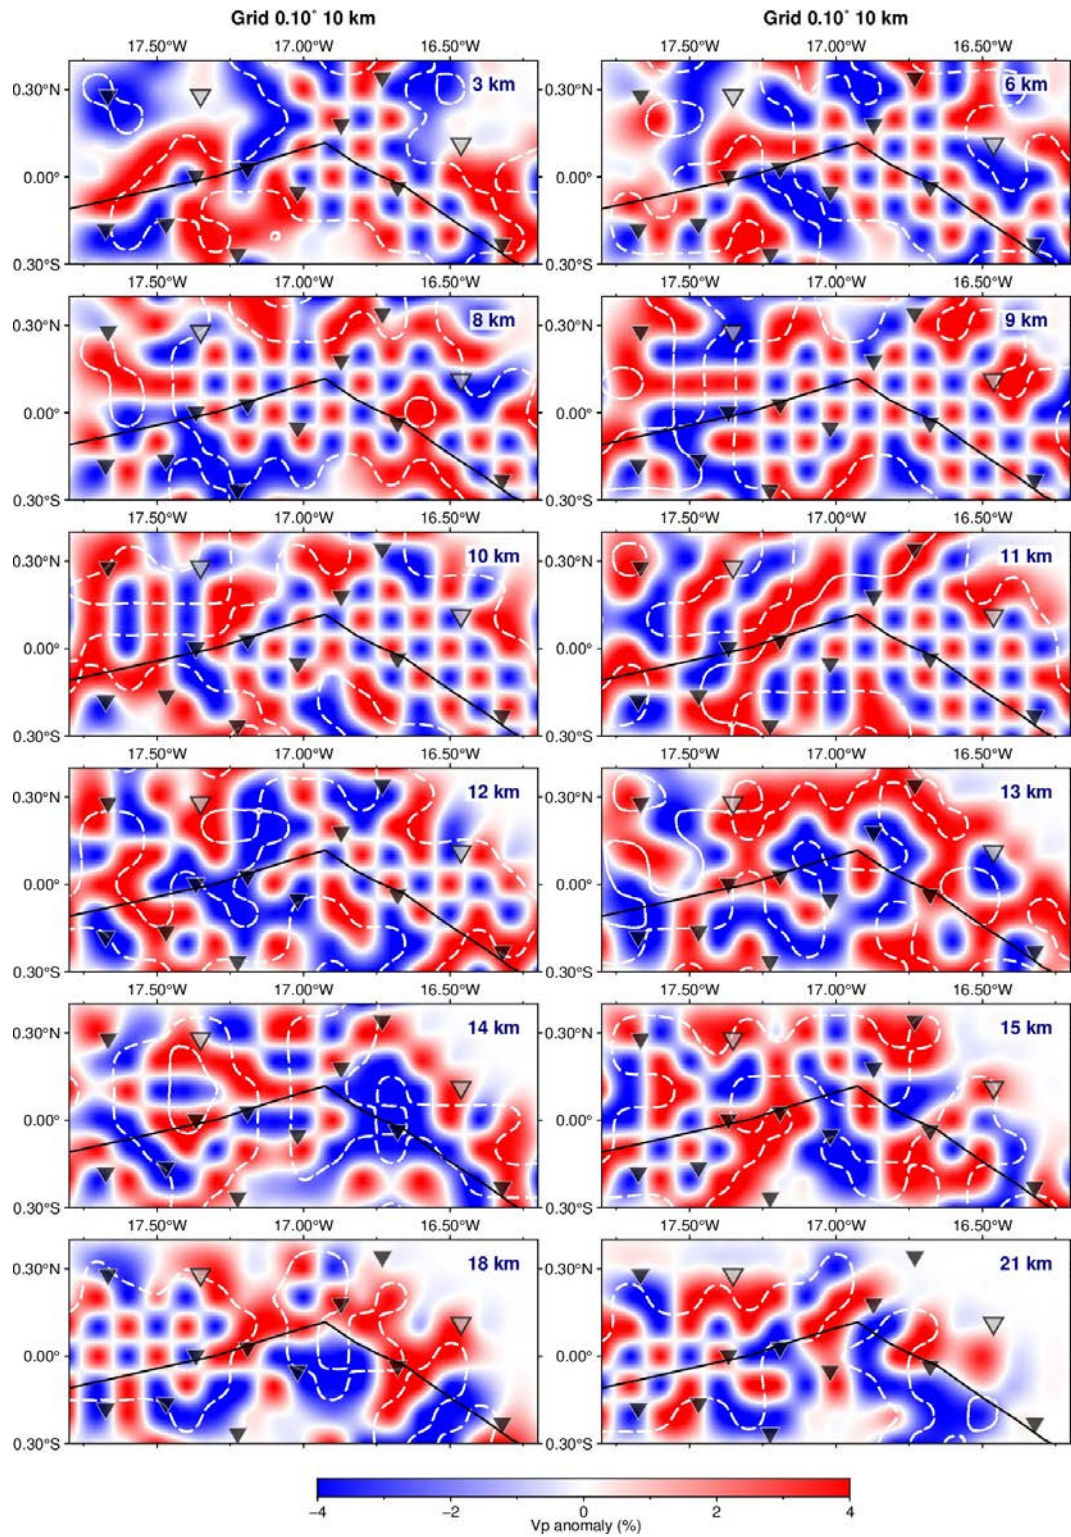 Grid 0.10° 10 km Grid 0.10° 10 km
17.50°W 17.00°W 16.50°W 17.50°W 17.00°W 16.50°W
0.30°N 3 km 0.30°N 6 km
0.00° 0.00°
0.30°S 0.30°S
17.50°W 17.00°W 16.50°W 17.50°W 17.00°W 16.50°W
0.30°N 8 km 0.30°N 9 km
0.00° 0.00°
0.30°S 0.30°S
17.50°W 17.00°W 16.50°W 17.50°W 17.00°W 16.50°W
0.30°N 10 km 0.30°N 11 km
0.00° 0.00°
0.30°S 0.30°S
17.50°W 17.00°W 16.50°W 17.50°W 17.00°W 16.50°W
0.30°N 12 km 0.30°N 13 km
0.00° 0.00°
0.30°S 0.30°S
17.50°W 17.00°W 16.50°W 17.50°W 17.00°W 16.50°W
0.30°N 14 km 0.30°N 15 km
0.00° 0.00°
0.30°S 0.30°S
17.50°W 17.00°W 16.50°W 17.50°W 17.00°W 16.50°W
0.30°N 18 km 0.30°N 21 km
0.00° 0.00°
0.30°S 0.30°S
−4 −2 0 2 4
Vp anomaly (%)